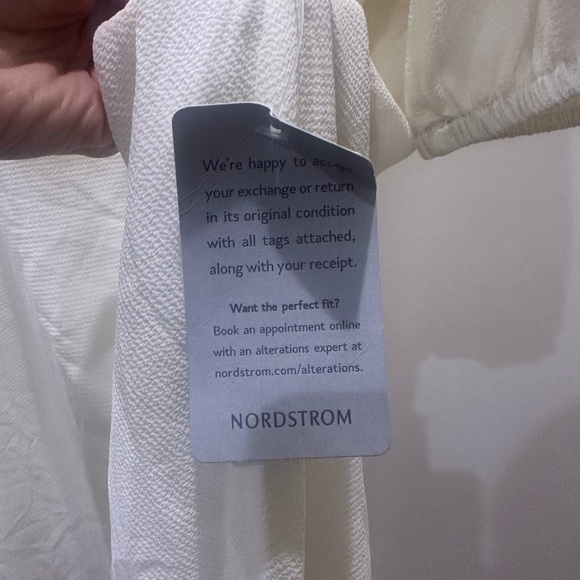 We're happy to accept
your exchange or return
in its original condition
with all tags attached,
along with your receipt.
Want the perfect fit?
Book an appointment online
with an alterations expert at
nordstrom.com/alterations.
NORDSTROM